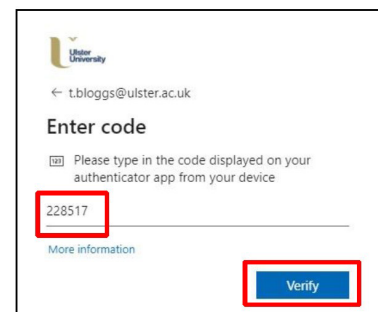 Ulster
University
← t.bloggs@ulster.ac.uk
Enter code
123 Please type in the code displayed on your
authenticator app from your device
228517
More information
Verify